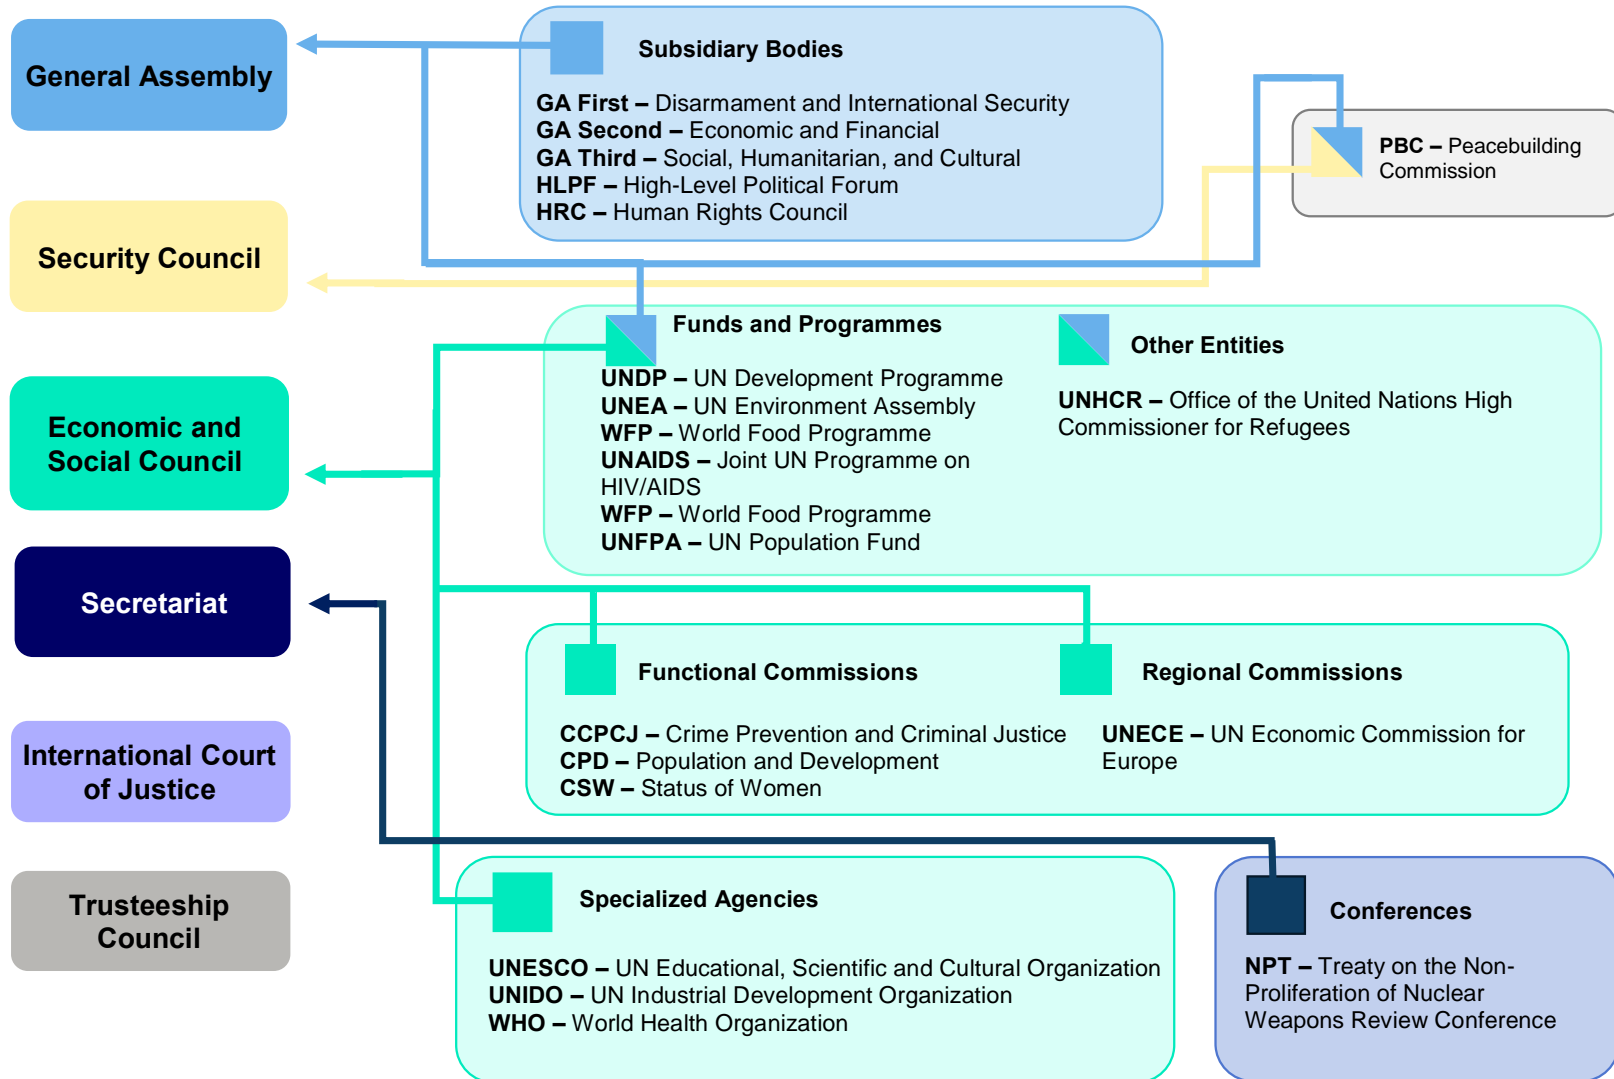 General Assembly
Security Council
Economic and
Social Council
Secretariat
International Court
of Justice
Trusteeship
Council
Subsidiary Bodies
GA First – Disarmament and International Security
GA Second – Economic and Financial
GA Third – Social, Humanitarian, and Cultural
HLPF – High-Level Political Forum
HRC – Human Rights Council
PBC – Peacebuilding
Commission
Funds and Programmes
UNDP – UN Development Programme
UNEA – UN Environment Assembly
WFP – World Food Programme
UNAIDS – Joint UN Programme on
HIV/AIDS
WFP – World Food Programme
UNFPA – UN Population Fund
Other Entities
UNHCR – Office of the United Nations High
Commissioner for Refugees
Functional Commissions
CCPCJ – Crime Prevention and Criminal Justice
CPD – Population and Development
CSW – Status of Women
Regional Commissions
UNECE – UN Economic Commission for
Europe
Specialized Agencies
UNESCO – UN Educational, Scientific and Cultural Organization
UNIDO – UN Industrial Development Organization
WHO – World Health Organization
Conferences
NPT – Treaty on the Non-
Proliferation of Nuclear
Weapons Review Conference